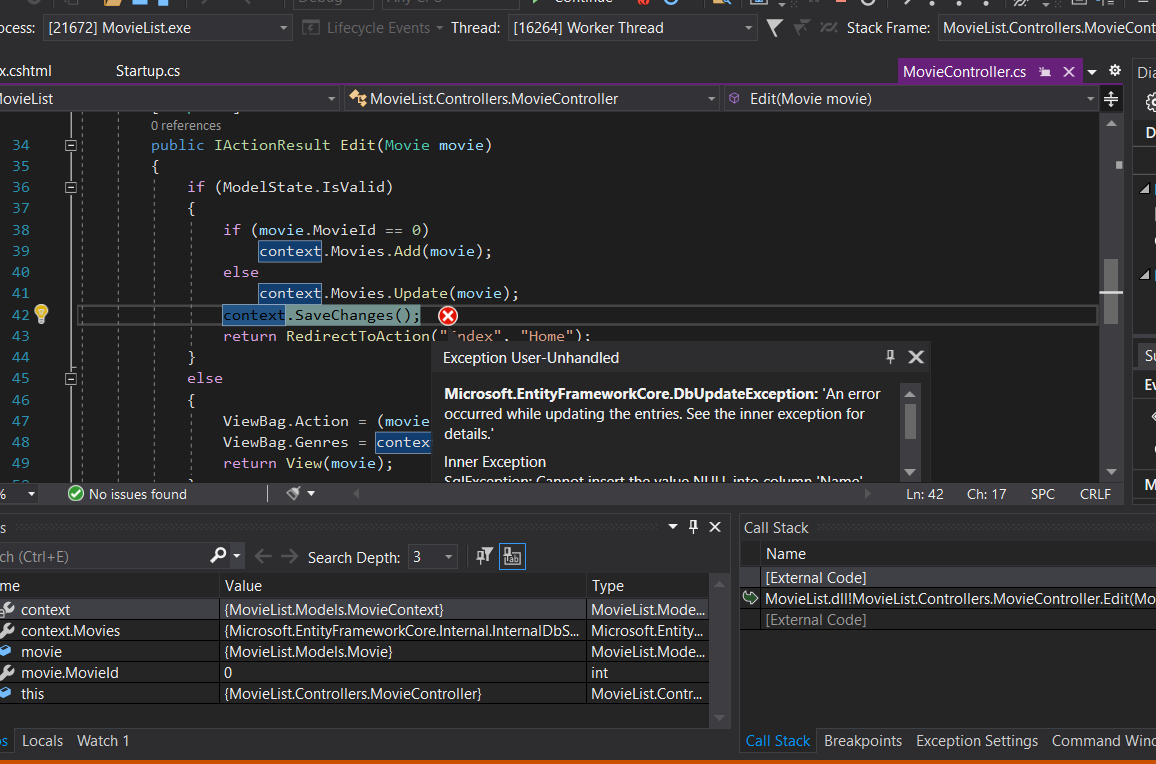 ocess: [21672] MovieList.exe Lifecycle Events Thread: [16264] Worker Thread Stack Frame: MovieList.Controllers.MovieCont
x.cshtml Startup.cs MovieController.cs Dia
MovieList MovieList.Controllers.MovieController Edit(Movie movie)
0 references
34 public IActionResult Edit(Movie movie)
35 {
36 if (ModelState.IsValid)
37 {
38 if (movie.MovieId == 0)
39 context.Movies.Add(movie);
40 else
41 context.Movies.Update(movie);
42 context.SaveChanges();
43 return RedirectToAction("Index", "Home");
44 }
45 else
46 {
47 ViewBag.Action = (movie
48 ViewBag.Genres = contex
49 return View(movie);
Exception User-Unhandled
Microsoft.EntityFrameworkCore.DbUpdateException: 'An error
occurred while updating the entries. See the inner exception for
details.'
Inner Exception
SqlException: Cannot insert the value NULL into column 'Name'
% No issues found Ln: 42 Ch: 17 SPC CRLF
s
ch (Ctrl+E) Search Depth: 3
me Value Type
context {MovieList.Models.MovieContext} MovieList.Mode...
context.Movies {Microsoft.EntityFrameworkCore.Internal.InternalDbS... Microsoft.Entity...
movie {MovieList.Models.Movie} MovieList.Mode...
movie.MovieId 0 int
this {MovieList.Controllers.MovieController} MovieList.Contr...
os Locals Watch 1
Call Stack
Name
[External Code]
MovieList.dll!MovieList.Controllers.MovieController.Edit(Mo
[External Code]
Call Stack Breakpoints Exception Settings Command Wind